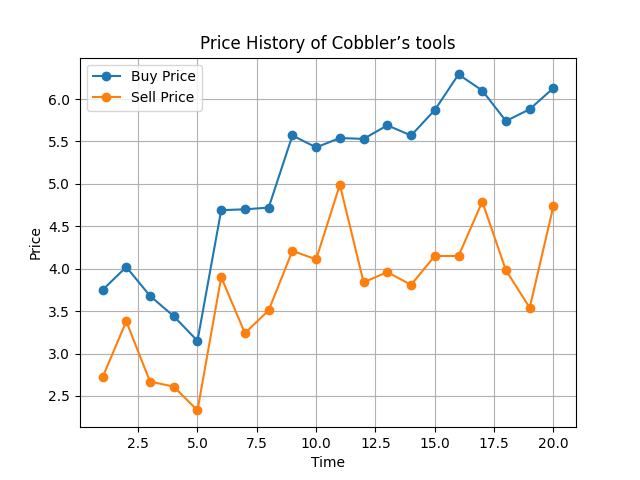 Price History of Cobbler’s tools
Buy Price
Sell Price
6.0
5.5
5.0
4.5
4.0
3.5
3.0
2.5
Price
2.5 5.0 7.5 10.0 12.5 15.0 17.5 20.0
Time